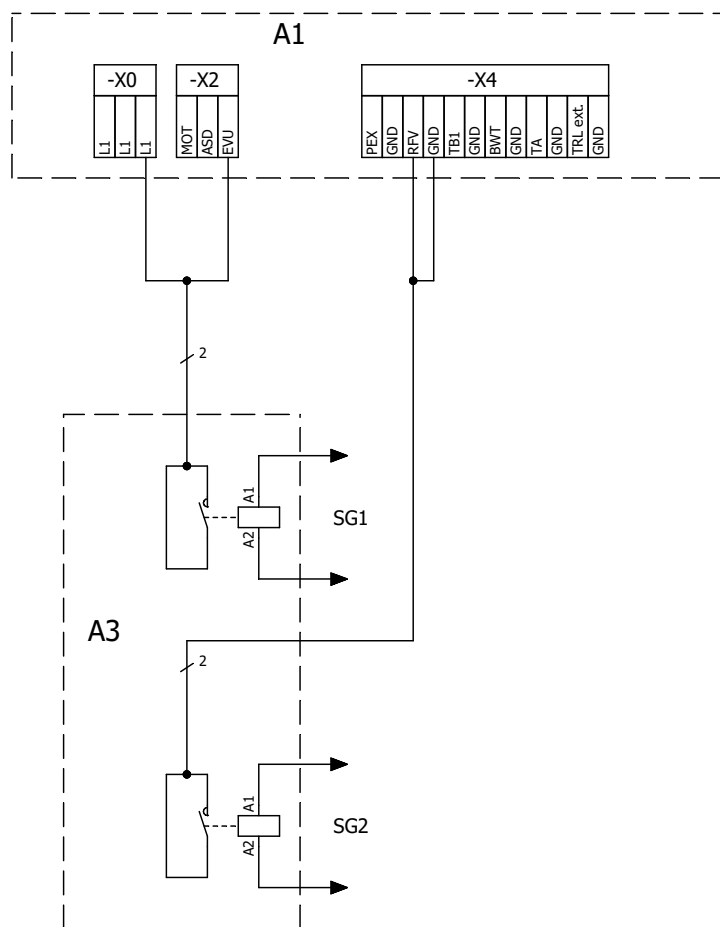 A1
-X0 -X2 -X4
L1 L1 L1 MOT ASD EVU PEX GND RFV GND TB1 GND BWT GND TA GND TRL ext. GND
2
A1
SG1
A2
A3
2
A1
SG2
A2